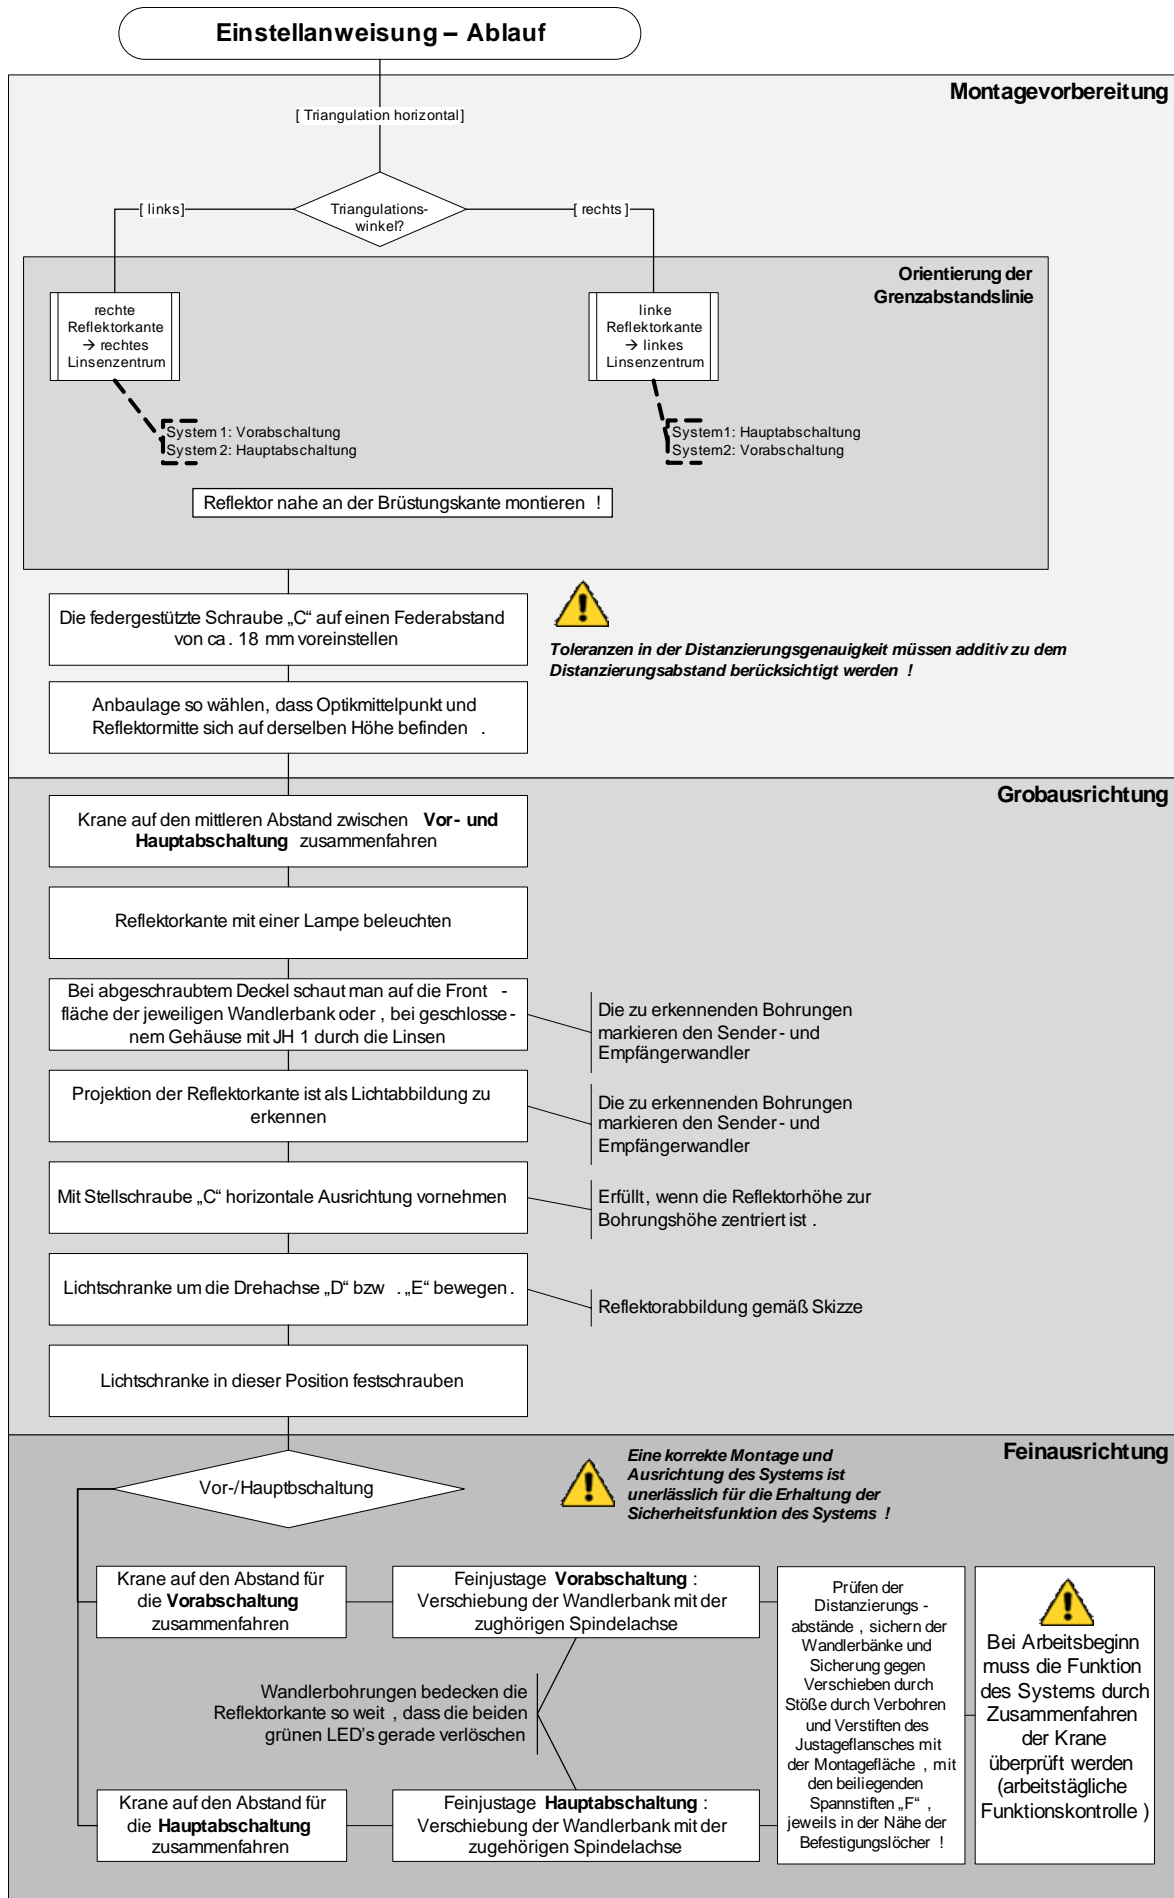 Einstellanweisung – Ablauf
Montagevorbereitung
[ Triangulation horizontal]
[ links]
Triangulations-
winkel?
[ rechts ]
Orientierung der
Grenzabstandslinie
rechte
Reflektorkante
→ rechtes
Linsenzentrum
linke
Reflektorkante
→ linkes
Linsenzentrum
System 1: Vorabschaltung
System 2: Hauptabschaltung
System1: Hauptabschaltung
System2: Vorabschaltung
Reflektor nahe an der Brüstungskante montieren !
Die federgestützte Schraube „C“ auf einen Federabstand
von ca. 18 mm voreinstellen
Toleranzen in der Distanzierungsgenauigkeit müssen additiv zu dem
Distanzierungsabstand berücksichtigt werden !
Anbaulage so wählen, dass Optikmittelpunkt und
Reflektormitte sich auf derselben Höhe befinden .
Grobausrichtung
Krane auf den mittleren Abstand zwischen Vor- und
Hauptabschaltung zusammenfahren
Reflektorkante mit einer Lampe beleuchten
Bei abgeschraubtem Deckel schaut man auf die Front -
fläche der jeweiligen Wandlerbank oder , bei geschlosse -
nem Gehäuse mit JH 1 durch die Linsen
Die zu erkennenden Bohrungen
markieren den Sender - und
Empfängerwandler
Projektion der Reflektorkante ist als Lichtabbildung zu
erkennen
Die zu erkennenden Bohrungen
markieren den Sender - und
Empfängerwandler
Mit Stellschraube „C“ horizontale Ausrichtung vornehmen
Erfüllt, wenn die Reflektorhöhe zur
Bohrungshöhe zentriert ist .
Lichtschranke um die Drehachse „D“ bzw . „E“ bewegen .
Reflektorabbildung gemäß Skizze
Lichtschranke in dieser Position festschrauben
Feinausrichtung
Vor-/Hauptbschaltung
Eine korrekte Montage und
Ausrichtung des Systems ist
unerlässlich für die Erhaltung der
Sicherheitsfunktion des Systems !
Krane auf den Abstand für
die Vorabschaltung
zusammenfahren
Feinjustage Vorabschaltung :
Verschiebung der Wandlerbank mit der
zughörigen Spindelachse
Wandlerbohrungen bedecken die
Reflektorkante so weit , dass die beiden
grünen LED's gerade verlöschen
Krane auf den Abstand für
die Hauptabschaltung
zusammenfahren
Feinjustage Hauptabschaltung :
Verschiebung der Wandlerbank mit der
zugehörigen Spindelachse
Prüfen der
Distanzierungs -
abstände , sichern der
Wandlerbänke und
Sicherung gegen
Verschieben durch
Stöße durch Verbohren
und Verstiften des
Justageflansches mit
der Montagefläche , mit
den beiliegenden
Spannstiften „F“ ,
jeweils in der Nähe der
Befestigungslöcher !
Bei Arbeitsbeginn
muss die Funktion
des Systems durch
Zusammenfahren
der Krane
überprüft werden
(arbeitstägliche
Funktionskontrolle )